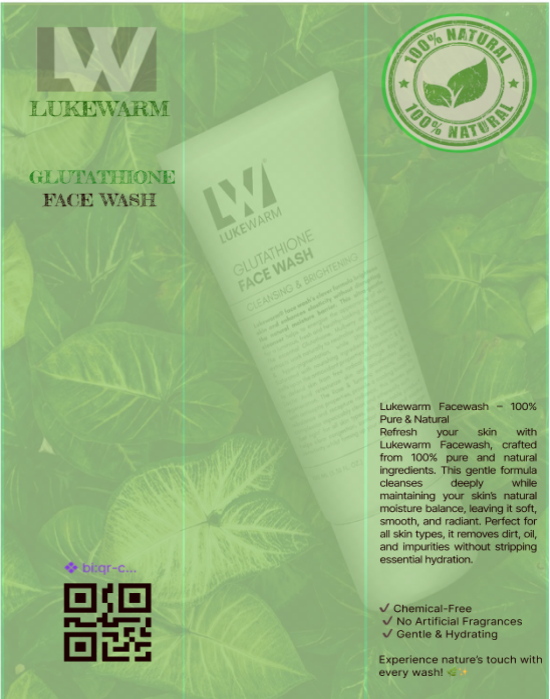 LW
LUKEWARM
GLUTATHIONE
FACE WASH
100% NATURAL
100% NATURAL
LW
LUKEWARM
GLUTATHIONE
FACE WASH
CLEANSING & BRIGHTENING
Lukewarm Facewash – 100%
Pure & Natural
Refresh your skin with
Lukewarm Facewash, crafted
from 100% pure and natural
ingredients. This gentle formula
cleanses deeply while
maintaining your skin's natural
moisture balance, leaving it soft,
smooth, and radiant. Perfect for
all skin types, it removes dirt, oil,
and impurities without stripping
essential hydration.
bi:qr-c...
✓ Chemical-Free
✓ No Artificial Fragrances
✓ Gentle & Hydrating
Experience nature's touch with
every wash! 🌿✨